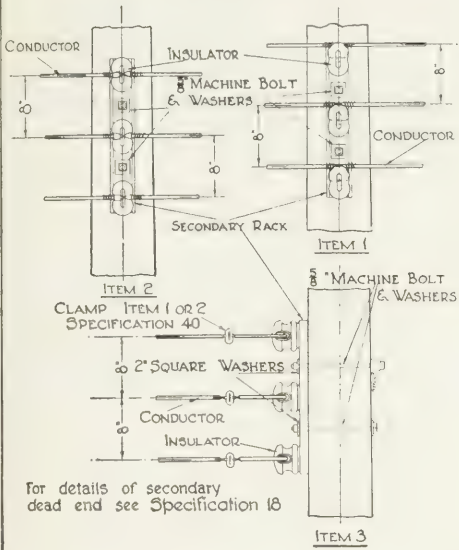 CONDUCTOR
INSULATOR
5/8" MACHINE BOLT
& WASHERS
8"
8"
8"
8"
CONDUCTOR
SECONDARY RACK
ITEM 2
ITEM 1
CLAMP ITEM 1 OR 2
SPECIFICATION 40
5/8" MACHINE BOLT
& WASHERS
8"
2" SQUARE WASHERS
CONDUCTOR
8"
INSULATOR
For details of secondary
dead end see Specification 18
ITEM 3